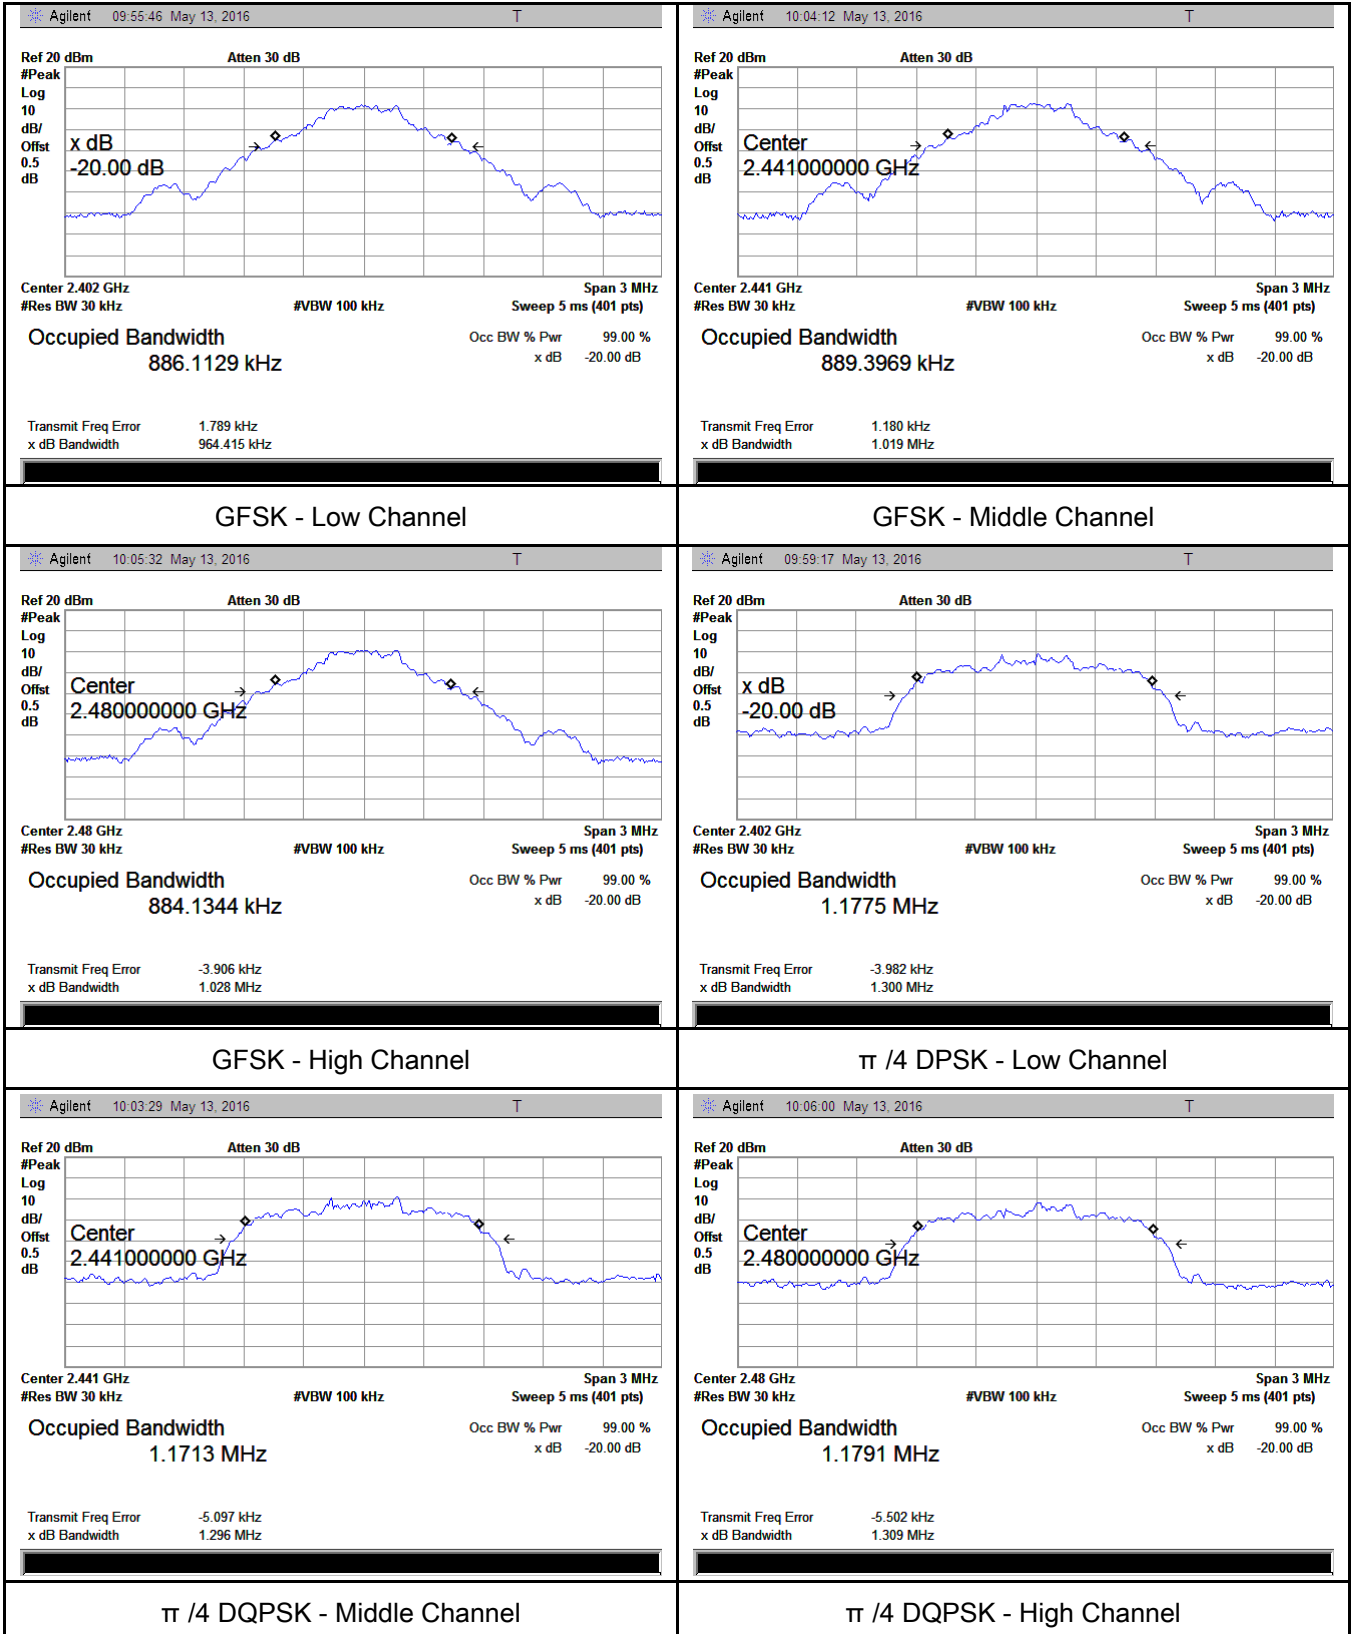 Agilent 09:55:46 May 13, 2016 T
Ref 20 dBm Atten 30 dB
#Peak
Log
10
dB/
Offst
0.5
dB
x dB
-20.00 dB
Center 2.402 GHz Span 3 MHz
#Res BW 30 kHz #VBW 100 kHz Sweep 5 ms (401 pts)
Occupied Bandwidth Occ BW % Pwr 99.00 %
886.1129 kHz x dB -20.00 dB
Transmit Freq Error 1.789 kHz
x dB Bandwidth 964.415 kHz
GFSK - Low Channel
Agilent 10:04:12 May 13, 2016 T
Ref 20 dBm Atten 30 dB
#Peak
Log
10
dB/
Offst
0.5
dB
Center
2.441000000 GHz
Center 2.441 GHz Span 3 MHz
#Res BW 30 kHz #VBW 100 kHz Sweep 5 ms (401 pts)
Occupied Bandwidth Occ BW % Pwr 99.00 %
889.3969 kHz x dB -20.00 dB
Transmit Freq Error 1.180 kHz
x dB Bandwidth 1.019 MHz
GFSK - Middle Channel
Agilent 10:05:32 May 13, 2016 T
Ref 20 dBm Atten 30 dB
#Peak
Log
10
dB/
Offst
0.5
dB
Center
2.480000000 GHz
Center 2.48 GHz Span 3 MHz
#Res BW 30 kHz #VBW 100 kHz Sweep 5 ms (401 pts)
Occupied Bandwidth Occ BW % Pwr 99.00 %
884.1344 kHz x dB -20.00 dB
Transmit Freq Error -3.906 kHz
x dB Bandwidth 1.028 MHz
GFSK - High Channel
Agilent 09:59:17 May 13, 2016 T
Ref 20 dBm Atten 30 dB
#Peak
Log
10
dB/
Offst
0.5
dB
x dB
-20.00 dB
Center 2.402 GHz Span 3 MHz
#Res BW 30 kHz #VBW 100 kHz Sweep 5 ms (401 pts)
Occupied Bandwidth Occ BW % Pwr 99.00 %
1.1775 MHz x dB -20.00 dB
Transmit Freq Error -3.982 kHz
x dB Bandwidth 1.300 MHz
π /4 DPSK - Low Channel
Agilent 10:03:29 May 13, 2016 T
Ref 20 dBm Atten 30 dB
#Peak
Log
10
dB/
Offst
0.5
dB
Center
2.441000000 GHz
Center 2.441 GHz Span 3 MHz
#Res BW 30 kHz #VBW 100 kHz Sweep 5 ms (401 pts)
Occupied Bandwidth Occ BW % Pwr 99.00 %
1.1713 MHz x dB -20.00 dB
Transmit Freq Error -5.097 kHz
x dB Bandwidth 1.296 MHz
π /4 DQPSK - Middle Channel
Agilent 10:06:00 May 13, 2016 T
Ref 20 dBm Atten 30 dB
#Peak
Log
10
dB/
Offst
0.5
dB
Center
2.480000000 GHz
Center 2.48 GHz Span 3 MHz
#Res BW 30 kHz #VBW 100 kHz Sweep 5 ms (401 pts)
Occupied Bandwidth Occ BW % Pwr 99.00 %
1.1791 MHz x dB -20.00 dB
Transmit Freq Error -5.502 kHz
x dB Bandwidth 1.309 MHz
π /4 DQPSK - High Channel